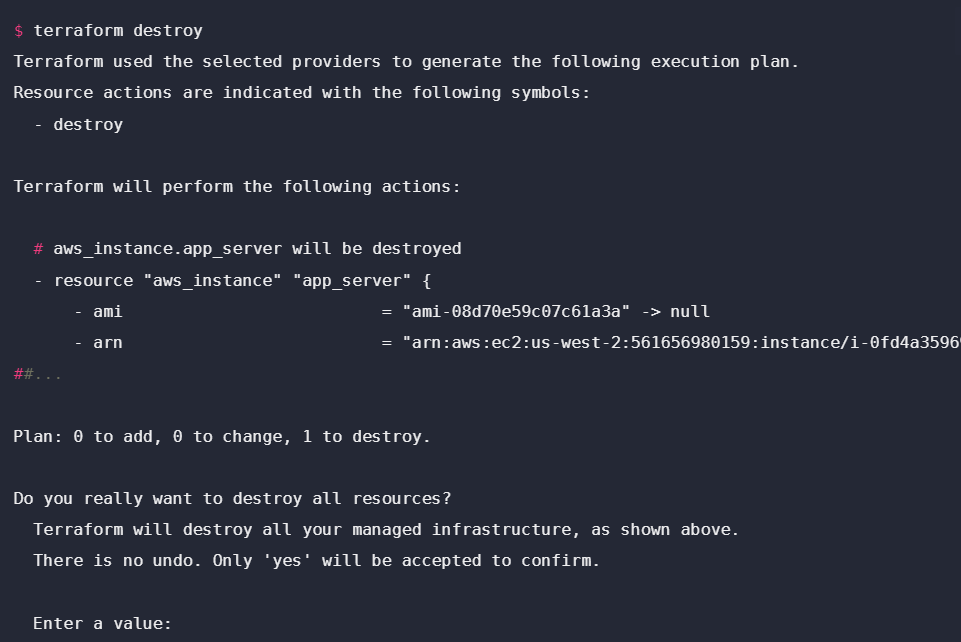 $ terraform destroy
Terraform used the selected providers to generate the following execution plan.
Resource actions are indicated with the following symbols:
  - destroy

Terraform will perform the following actions:

  # aws_instance.app_server will be destroyed
  - resource "aws_instance" "app_server" {
      - ami                          = "ami-08d70e59c07c61a3a" -> null
      - arn                          = "arn:aws:ec2:us-west-2:561656980159:instance/i-0fd4a3596
##...

Plan: 0 to add, 0 to change, 1 to destroy.

Do you really want to destroy all resources?
  Terraform will destroy all your managed infrastructure, as shown above.
  There is no undo. Only 'yes' will be accepted to confirm.

  Enter a value: